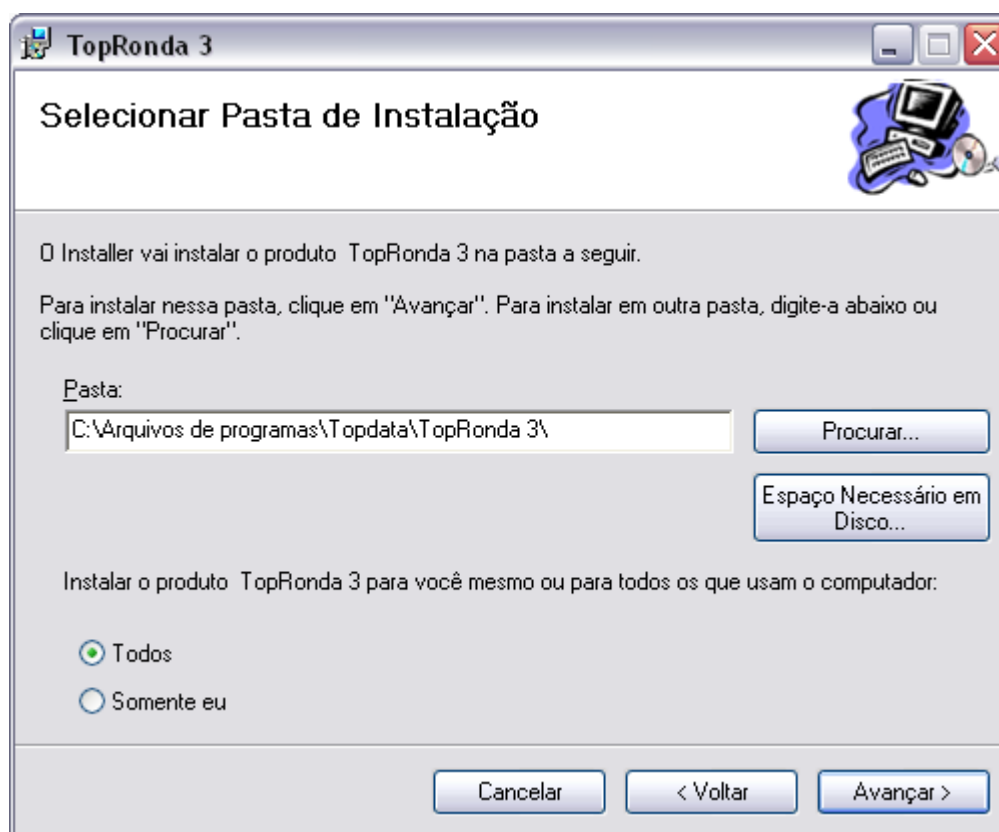 TopRonda 3
Selecionar Pasta de Instalação
O Installer vai instalar o produto  TopRonda 3 na pasta a seguir.
Para instalar nessa pasta, clique em "Avançar". Para instalar em outra pasta, digite-a abaixo ou
clique em "Procurar".
Pasta:
C:\Arquivos de programas\Topdata\TopRonda 3\
Procurar...
Espaço Necessário em
Disco...
Instalar o produto  TopRonda 3 para você mesmo ou para todos os que usam o computador:
Todos
Somente eu
Cancelar
< Voltar
Avançar >